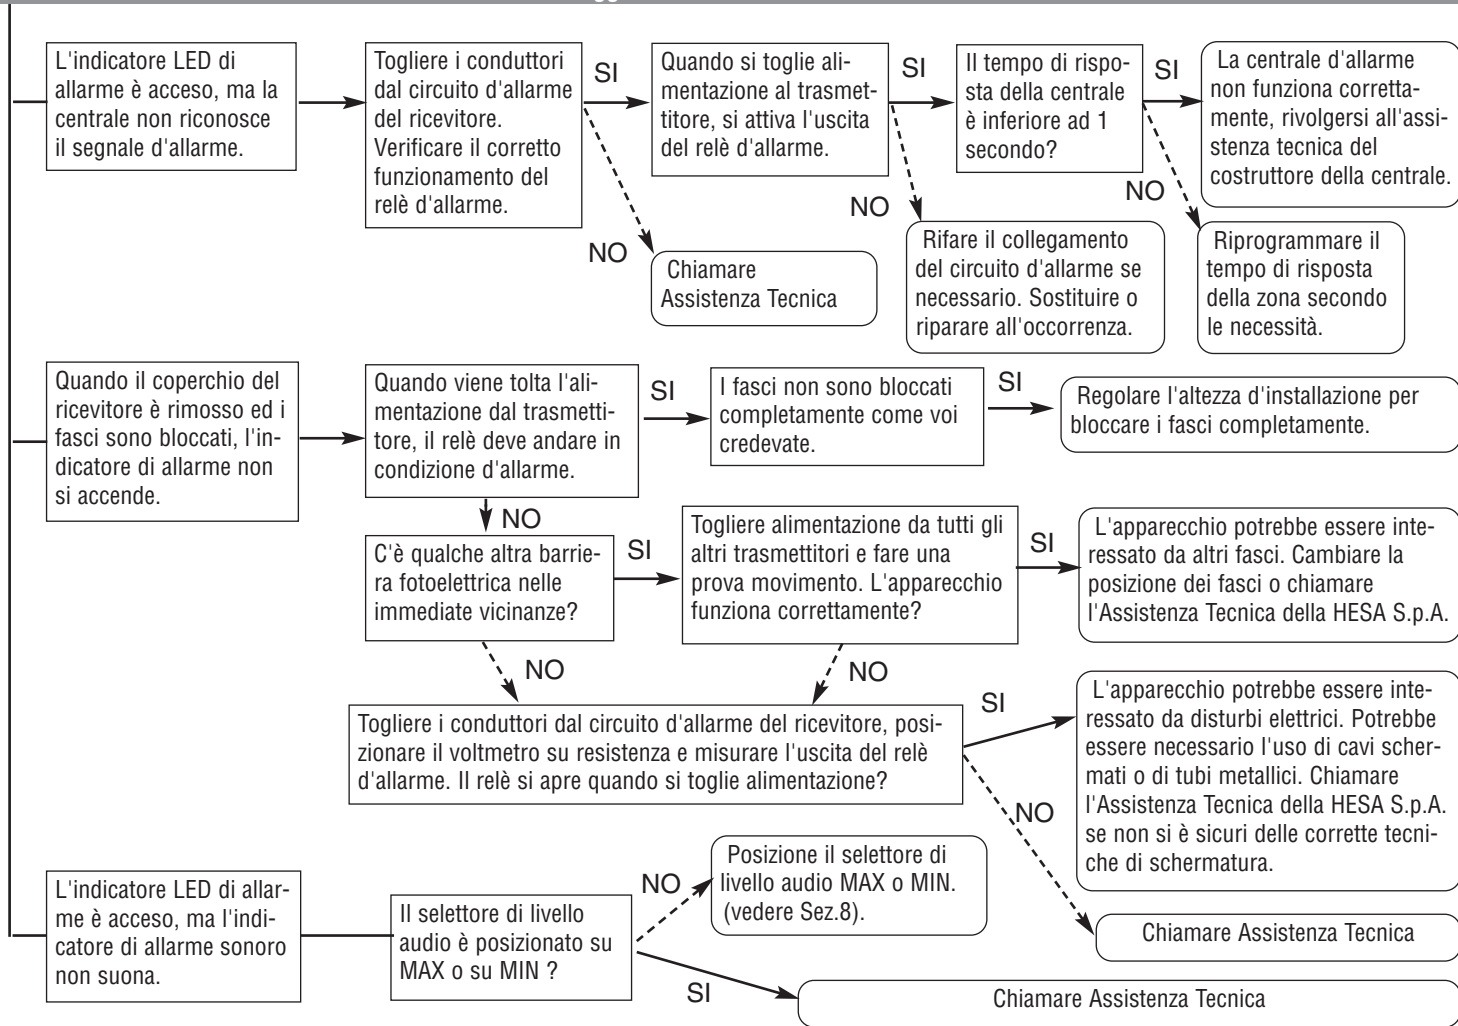 L'indicatore LED di
allarme è acceso, ma la
centrale non riconosce
il segnale d'allarme.
Togliere i conduttori
dal circuito d'allarme
del ricevitore.
Verificare il corretto
funzionamento del
relè d'allarme.
SI
NO
Chiamare
Assistenza Tecnica
Quando si toglie ali-
mentazione al trasmet-
titore, si attiva l'uscita
del relè d'allarme.
SI
NO
Rifare il collegamento
del circuito d'allarme se
necessario. Sostituire o
riparare all'occorrenza.
Il tempo di rispo-
sta della centrale
è inferiore ad 1
secondo?
SI
NO
La centrale d'allarme
non funziona corretta-
mente, rivolgersi all'assi-
stenza tecnica del
costruttore della centrale.
Riprogrammare il
tempo di risposta
della zona secondo
le necessità.
Quando il coperchio del
ricevitore è rimosso ed i
fasci sono bloccati, l'in-
dicatore di allarme non
si accende.
Quando viene tolta l'ali-
mentazione dal trasmetti-
tore, il relè deve andare in
condizione d'allarme.
SI
I fasci non sono bloccati
completamente come voi
credevate.
SI
Regolare l'altezza d'installazione per
bloccare i fasci completamente.
NO
C'è qualche altra barrie-
ra fotoelettrica nelle
immediate vicinanze?
SI
Togliere alimentazione da tutti gli
altri trasmettitori e fare una
prova movimento. L'apparecchio
funziona correttamente?
SI
L'apparecchio potrebbe essere inte-
ressato da altri fasci. Cambiare la
posizione dei fasci o chiamare
l'Assistenza Tecnica della HESA S.p.A.
NO
NO
Togliere i conduttori dal circuito d'allarme del ricevitore, posi-
zionare il voltmetro su resistenza e misurare l'uscita del relè
d'allarme. Il relè si apre quando si toglie alimentazione?
SI
L'apparecchio potrebbe essere inte-
ressato da disturbi elettrici. Potrebbe
essere necessario l'uso di cavi scher-
mati o di tubi metallici. Chiamare
l'Assistenza Tecnica della HESA S.p.A.
se non si è sicuri delle corrette tecni-
che di schermatura.
NO
Chiamare Assistenza Tecnica
L'indicatore LED di allar-
me è acceso, ma l'indi-
catore di allarme sonoro
non suona.
Il selettore di livello
audio è posizionato su
MAX o su MIN ?
NO
Posizione il selettore di
livello audio MAX o MIN.
(vedere Sez.8).
SI
Chiamare Assistenza Tecnica